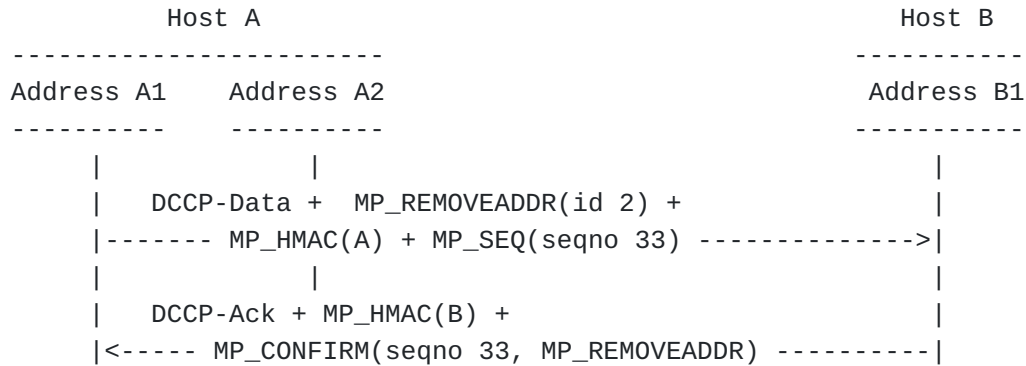 Host A Host B
------------------------ -----------
Address A1 Address A2 Address B1
---------- ---------- -----------
| | |
| DCCP-Data + MP_REMOVEADDR(id 2) + |
|------- MP_HMAC(A) + MP_SEQ(seqno 33) -------------->|
| | |
| DCCP-Ack + MP_HMAC(B) + |
|<----- MP_CONFIRM(seqno 33, MP_REMOVEADDR) ----------|